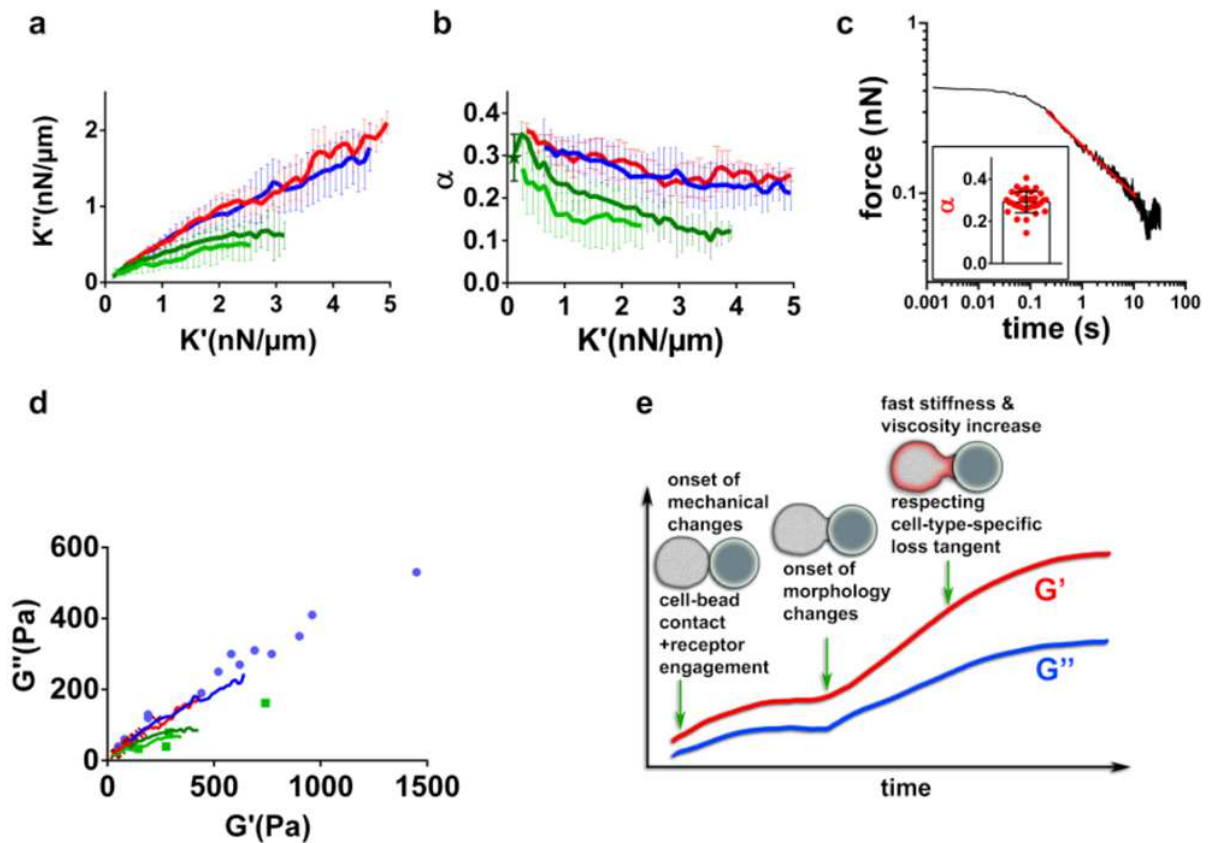 a
K''(nN/μm)
2
1
0
0 1 2 3 4 5
K'(nN/μm)
b
α
0.4
0.3
0.2
0.1
0.0
0 1 2 3 4 5
K'(nN/μm)
c
force (nN)
1
0.1
α
0.4
0.2
0.0
0.001 0.01 0.1 1 10 100
time (s)
d
G''(Pa)
600
400
200
0
0 500 1000 1500
G'(Pa)
e
fast stiffness &
viscosity increase
onset of
mechanical
changes
respecting
cell-type-specific
loss tangent
cell-bead
contact
+receptor
engagement
onset of
morphology
changes
G'
G''
time